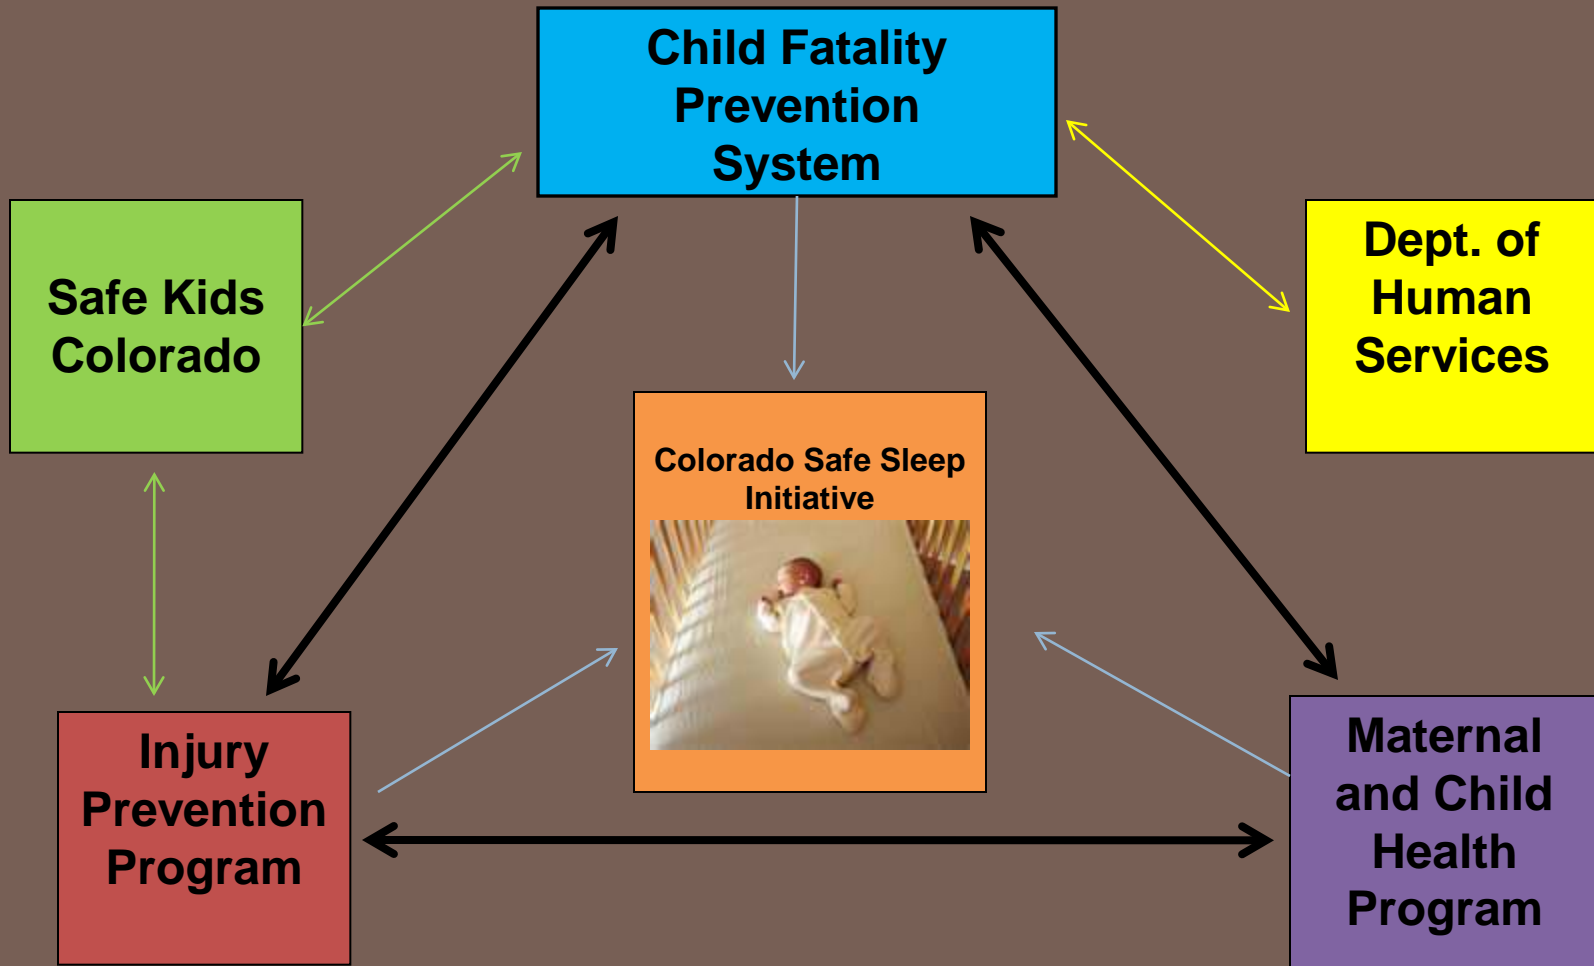 Child Fatality
Prevention
System
Safe Kids
Colorado
Dept. of
Human
Services
Colorado Safe Sleep
Initiative
Injury
Prevention
Program
Maternal
and Child
Health
Program